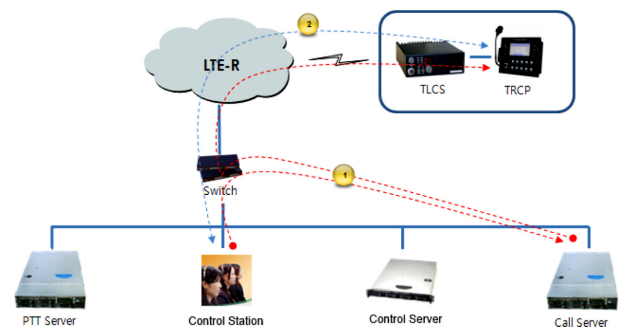 2
LTE-R
TLCS
TRCP
Switch
1
PTT Server
Control Station
Control Server
Call Server